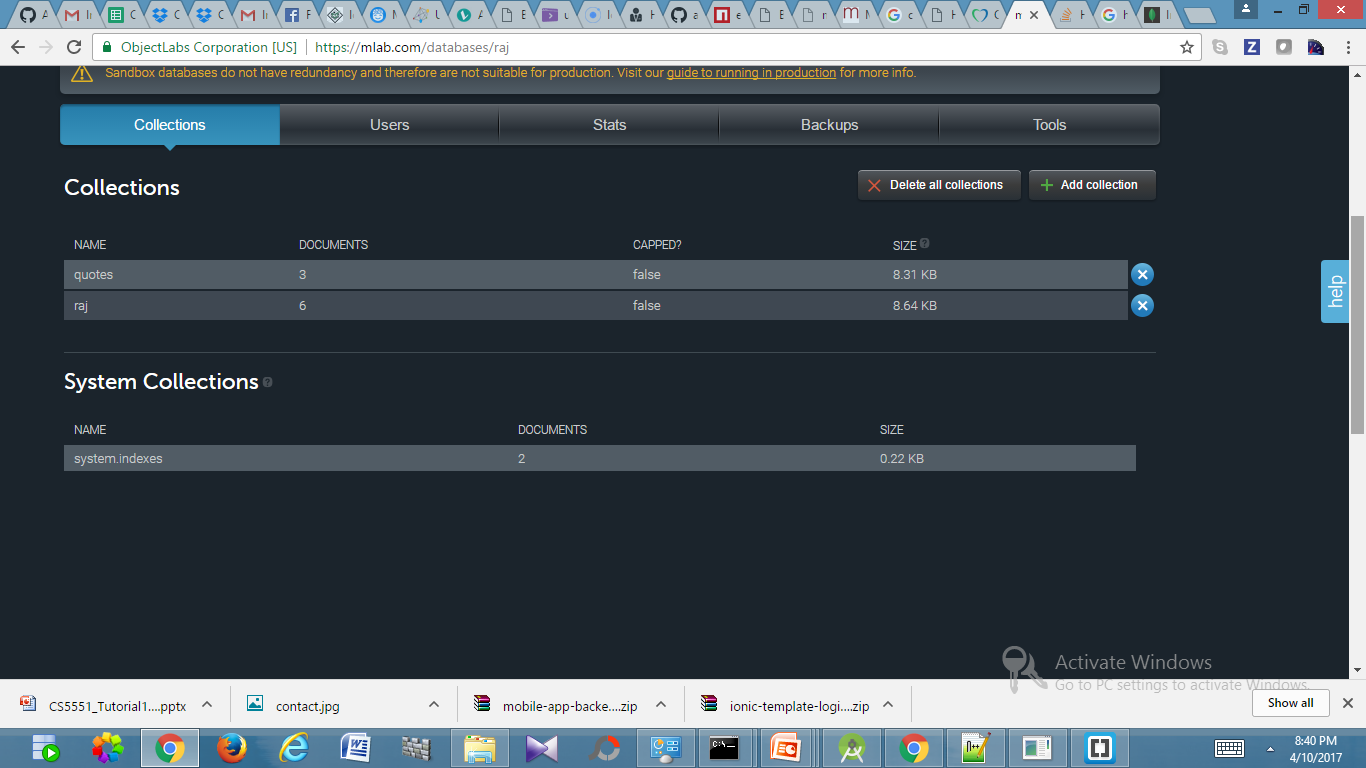 ObjectLabs Corporation [US] https://mlab.com/databases/raj
Sandbox databases do not have redundancy and therefore are not suitable for production. Visit our guide to running in production for more info.
Collections Users Stats Backups Tools
Collections
Delete all collections Add collection
NAME DOCUMENTS CAPPED? SIZE
quotes 3 false 8.31 KB
raj 6 false 8.64 KB
help
System Collections
NAME DOCUMENTS SIZE
system.indexes 2 0.22 KB
Activate Windows
Go to PC settings to activate Windows.
CS5551_Tutorial1....pptx contact.jpg mobile-app-backe....zip ionic-template-logi....zip Show all
8:40 PM
4/10/2017